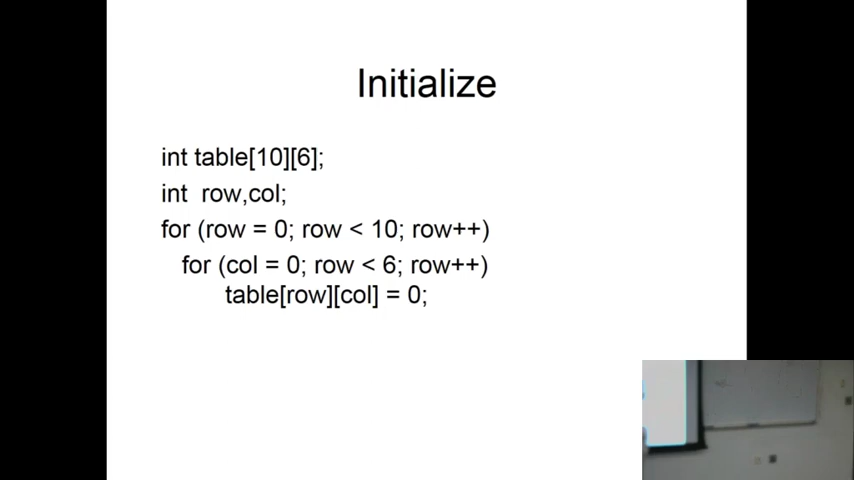 Initialize
int table[10][6];
int row,col;
for (row = 0; row < 10; row++)
for (col = 0; row < 6; row++)
table[row][col] = 0;